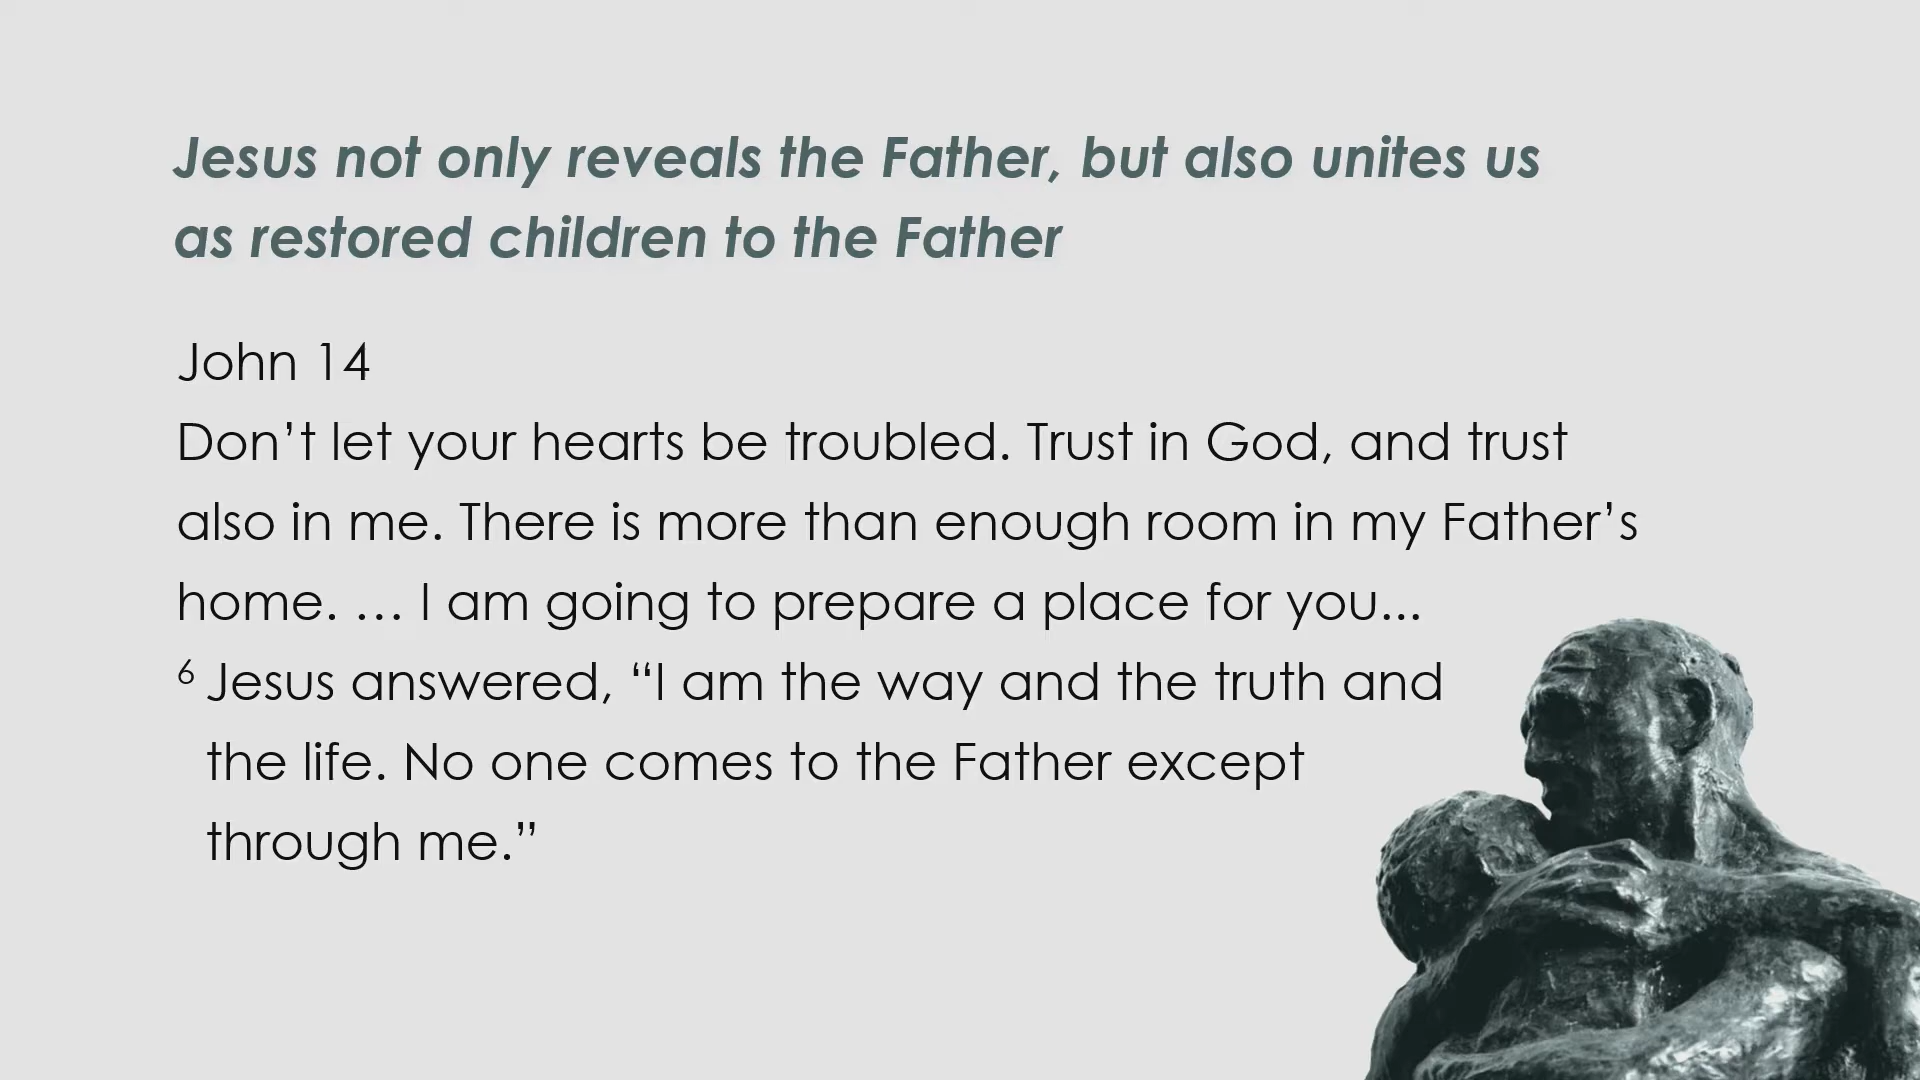 Jesus not only reveals the Father, but also unites us
as restored children to the Father
John 14
Don’t let your hearts be troubled. Trust in God, and trust
also in me. There is more than enough room in my Father’s
home. … I am going to prepare a place for you...
⁶ Jesus answered, “I am the way and the truth and
the life. No one comes to the Father except
through me.”